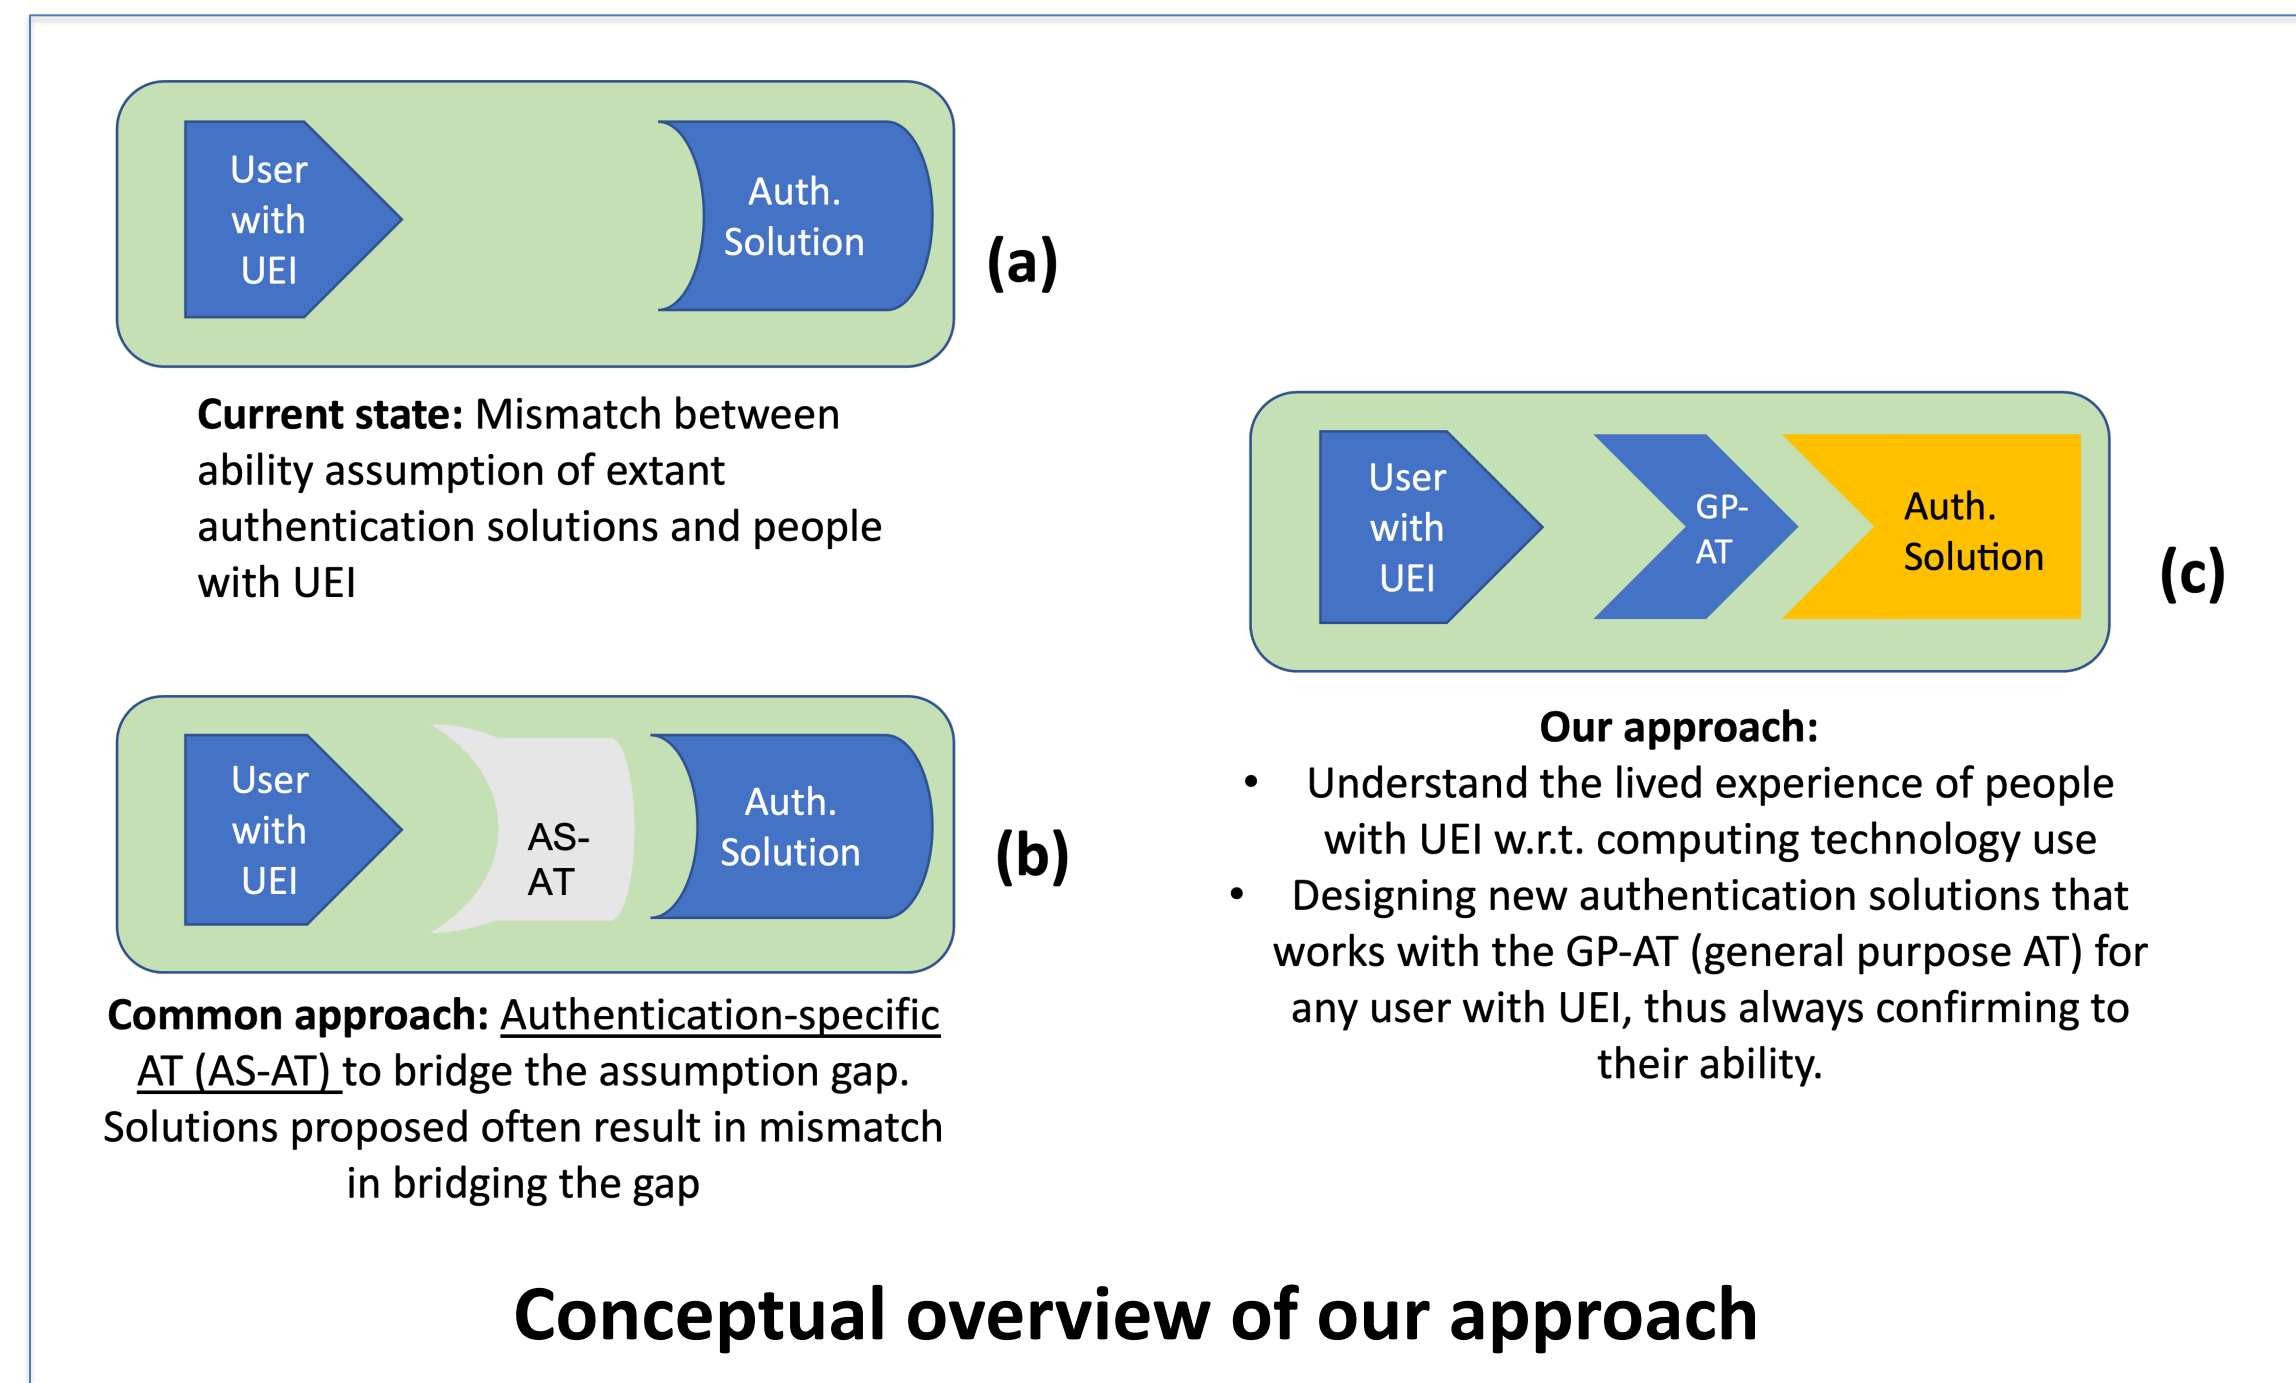 User
with
UEI
Auth.
Solution
(a)
Current state: Mismatch between
ability assumption of extant
authentication solutions and people
with UEI
User
with
UEI
AS-
AT
Auth.
Solution
(b)
Common approach: Authentication-specific
AT (AS-AT) to bridge the assumption gap.
Solutions proposed often result in mismatch
in bridging the gap
User
with
UEI
GP-
AT
Auth.
Solution
(c)
Our approach:
• Understand the lived experience of people
with UEI w.r.t. computing technology use
• Designing new authentication solutions that
works with the GP-AT (general purpose AT) for
any user with UEI, thus always confirming to
their ability.
Conceptual overview of our approach